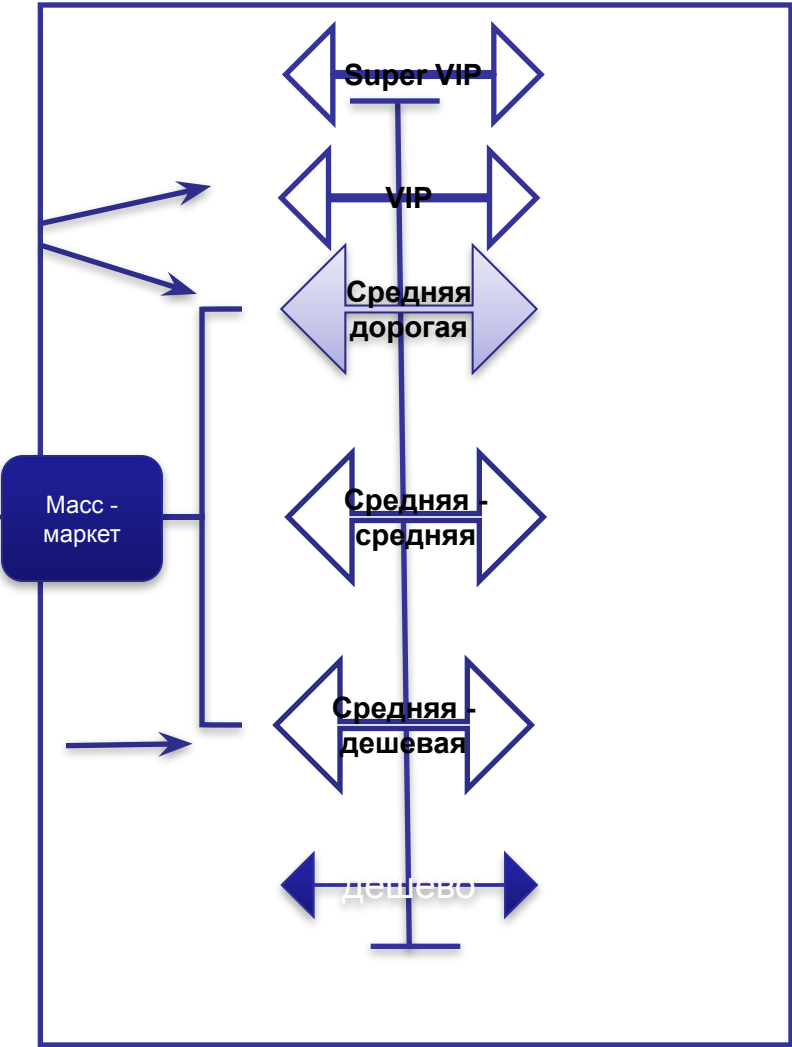 Super VIP
VIP
Средняя
дорогая
Масс -
маркет
Средняя -
средняя
Средняя -
дешевая
дешево